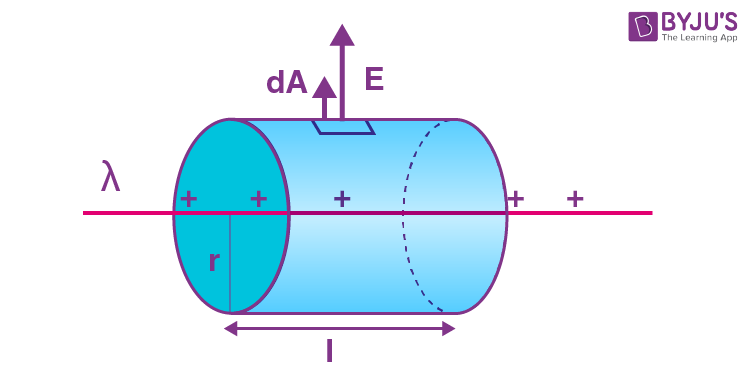 BYJU'S
The Learning App
dA
E
λ
+ + + + +
r
l